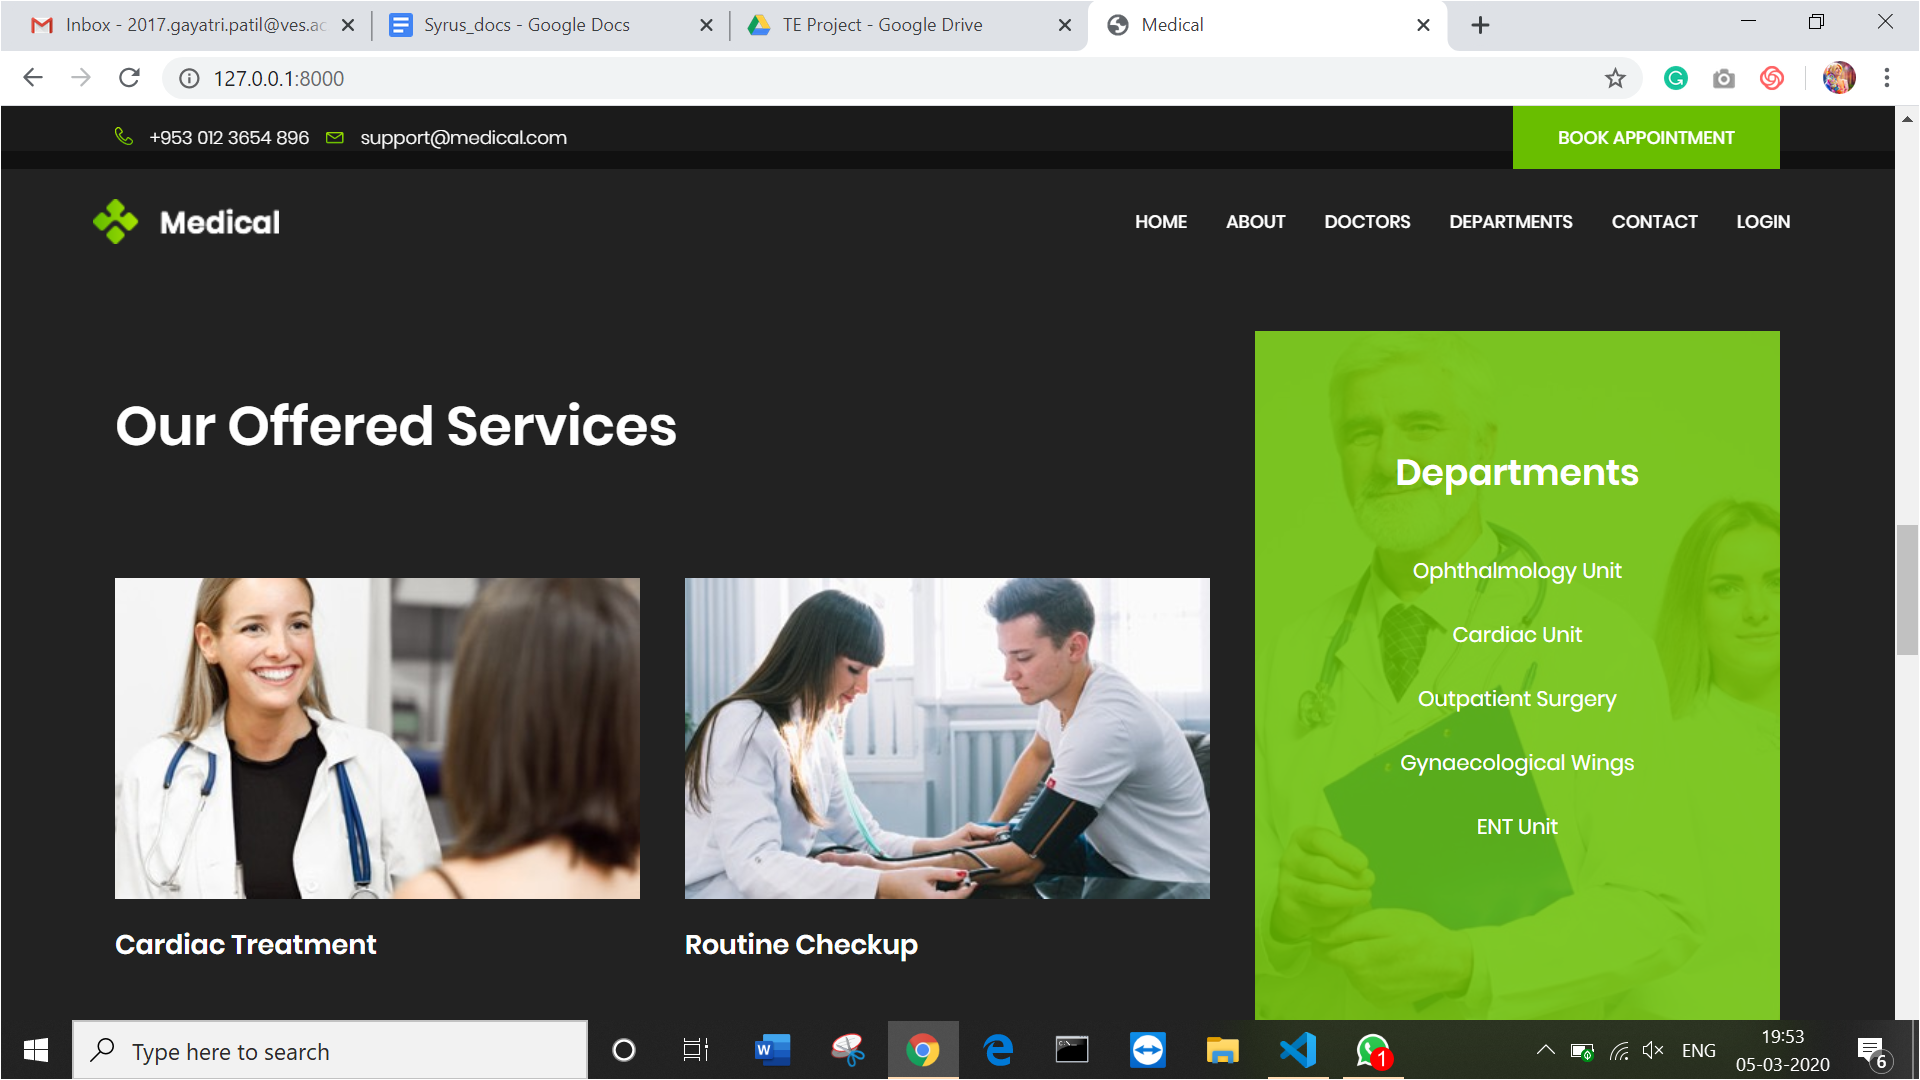 Inbox - 2017.gayatri.patil@ves.ac
Syrus_docs - Google Docs
TE Project - Google Drive
Medical
127.0.0.1:8000
+953 012 3654 896
support@medical.com
BOOK APPOINTMENT
Medical
HOME ABOUT DOCTORS DEPARTMENTS CONTACT LOGIN
Our Offered Services
Cardiac Treatment
Routine Checkup
Departments
Ophthalmology Unit
Cardiac Unit
Outpatient Surgery
Gynaecological Wings
ENT Unit
Type here to search
1
ENG
19:53
05-03-2020
6